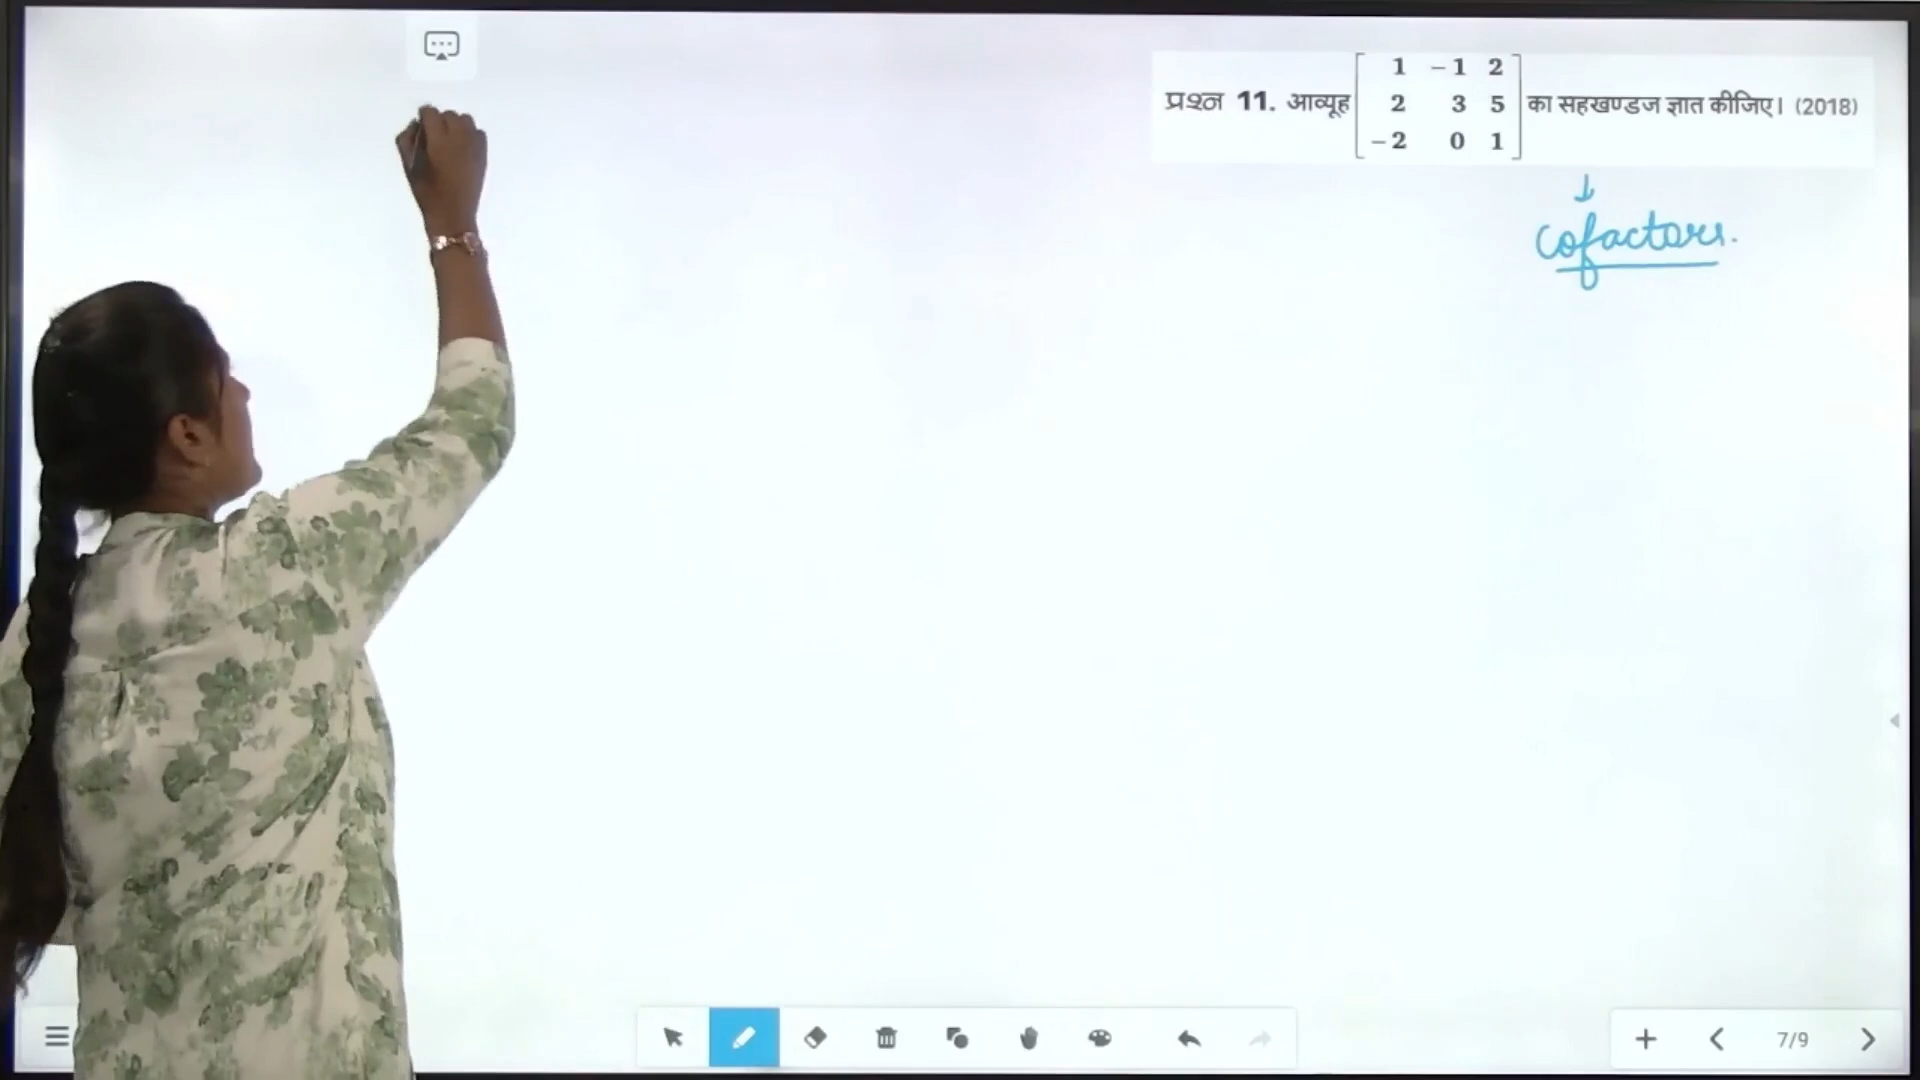 प्रश्न 11. आव्यूह [1 -1 2
2 3 5
-2 0 1] का सहखण्डज ज्ञात कीजिए। (2018)
↓
Cofactors.
7/9